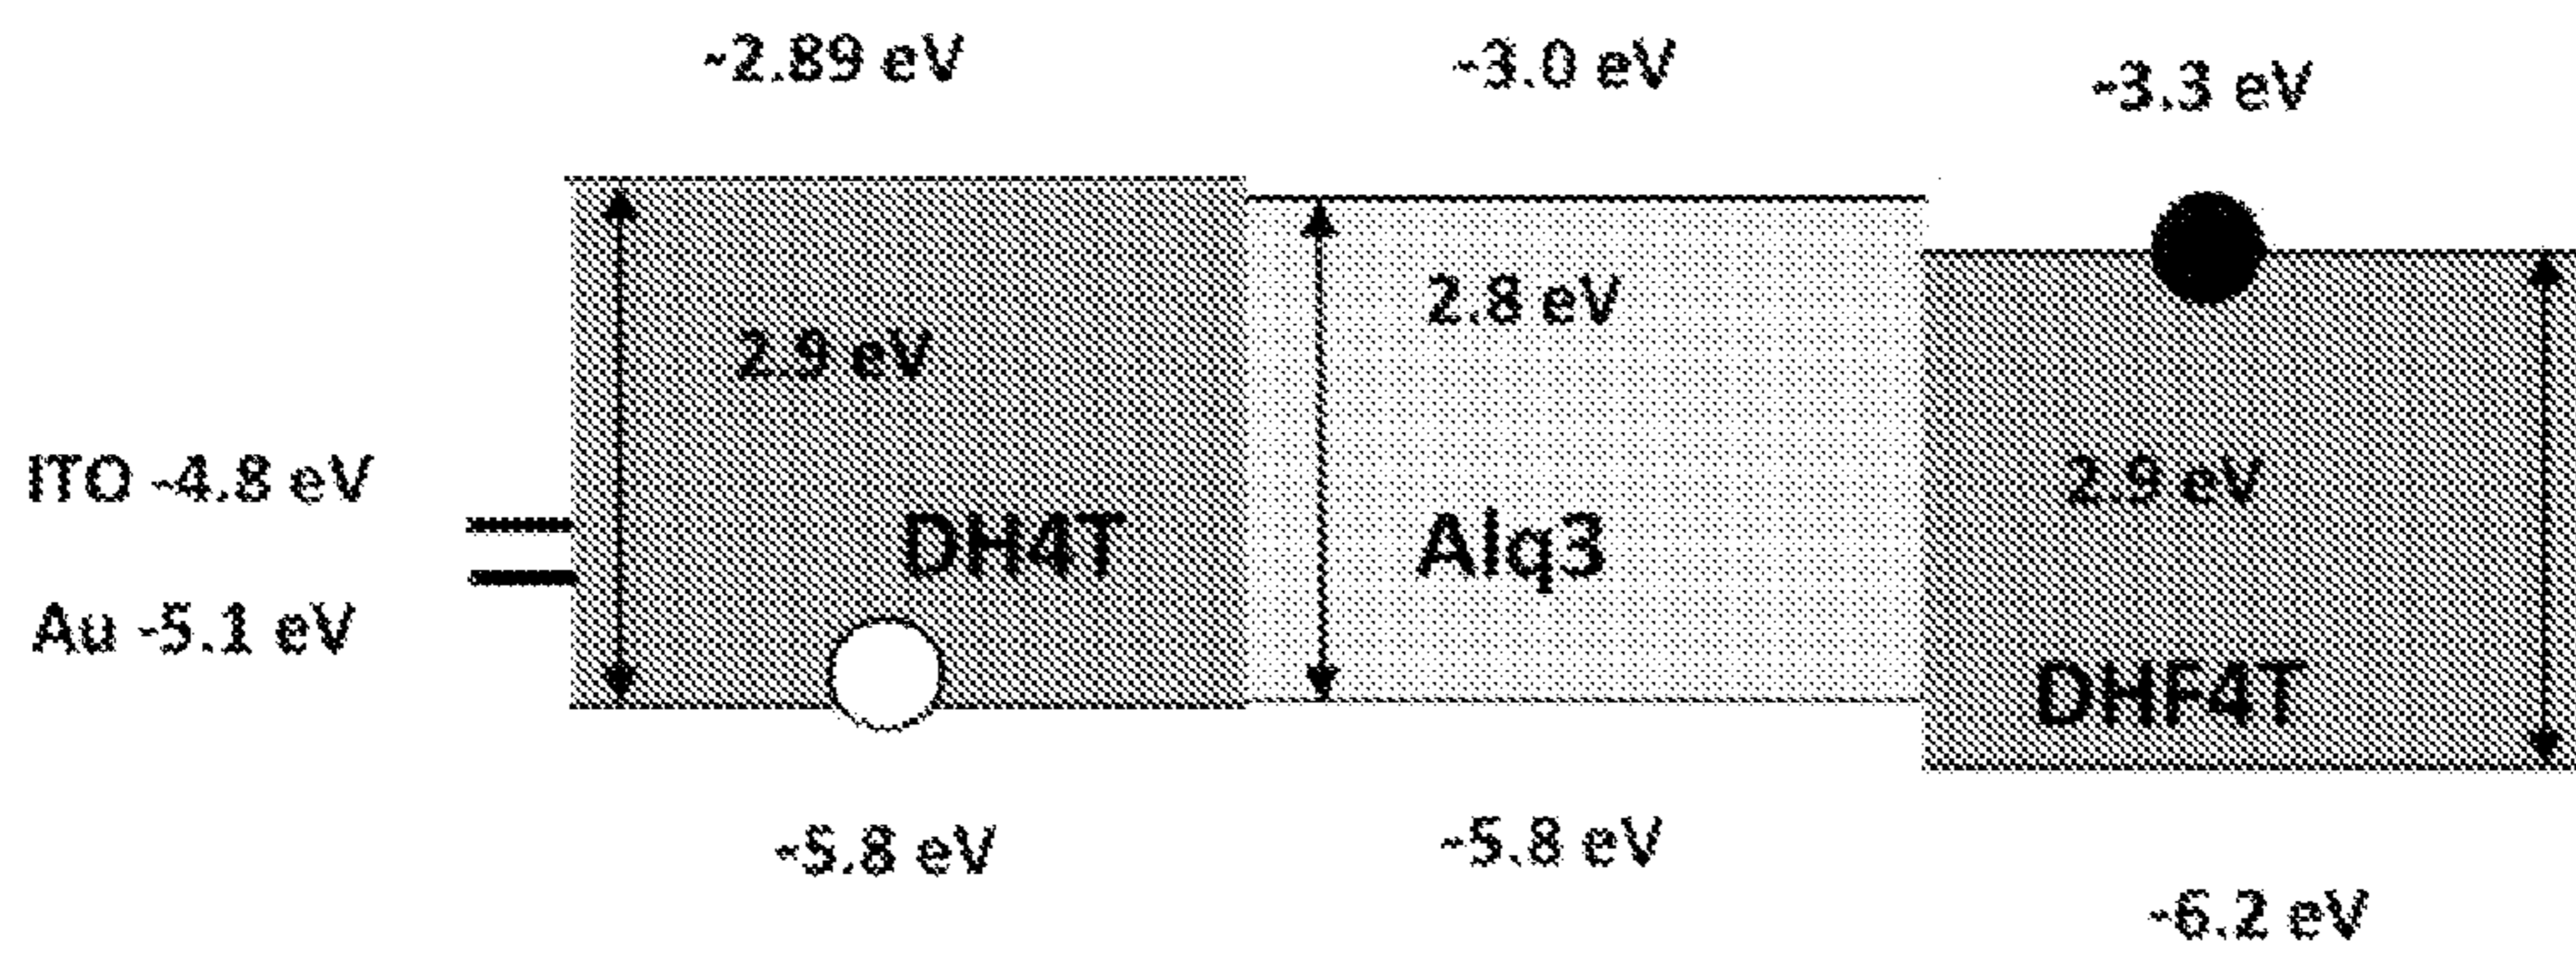 -2.89 eV
-3.0 eV
-3.3 eV
2.8 eV
2.9 eV
ITO -4.8 eV
2.9 eV
DH4T
Alq3
Au -5.1 eV
DHF4T
-5.8 eV
-5.8 eV
-6.2 eV